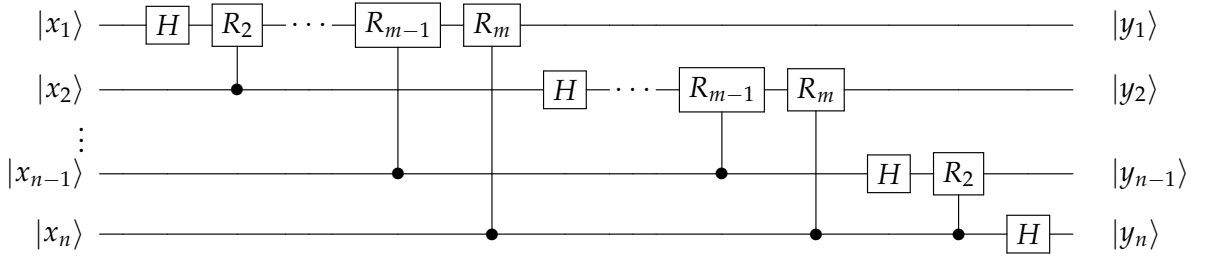 |x₁⟩ H R₂ ··· Rₘ₋₁ Rₘ |y₁⟩
|x₂⟩ H ··· Rₘ₋₁ Rₘ |y₂⟩
⋮
|xₙ₋₁⟩ H R₂ |yₙ₋₁⟩
|xₙ⟩ H |yₙ⟩